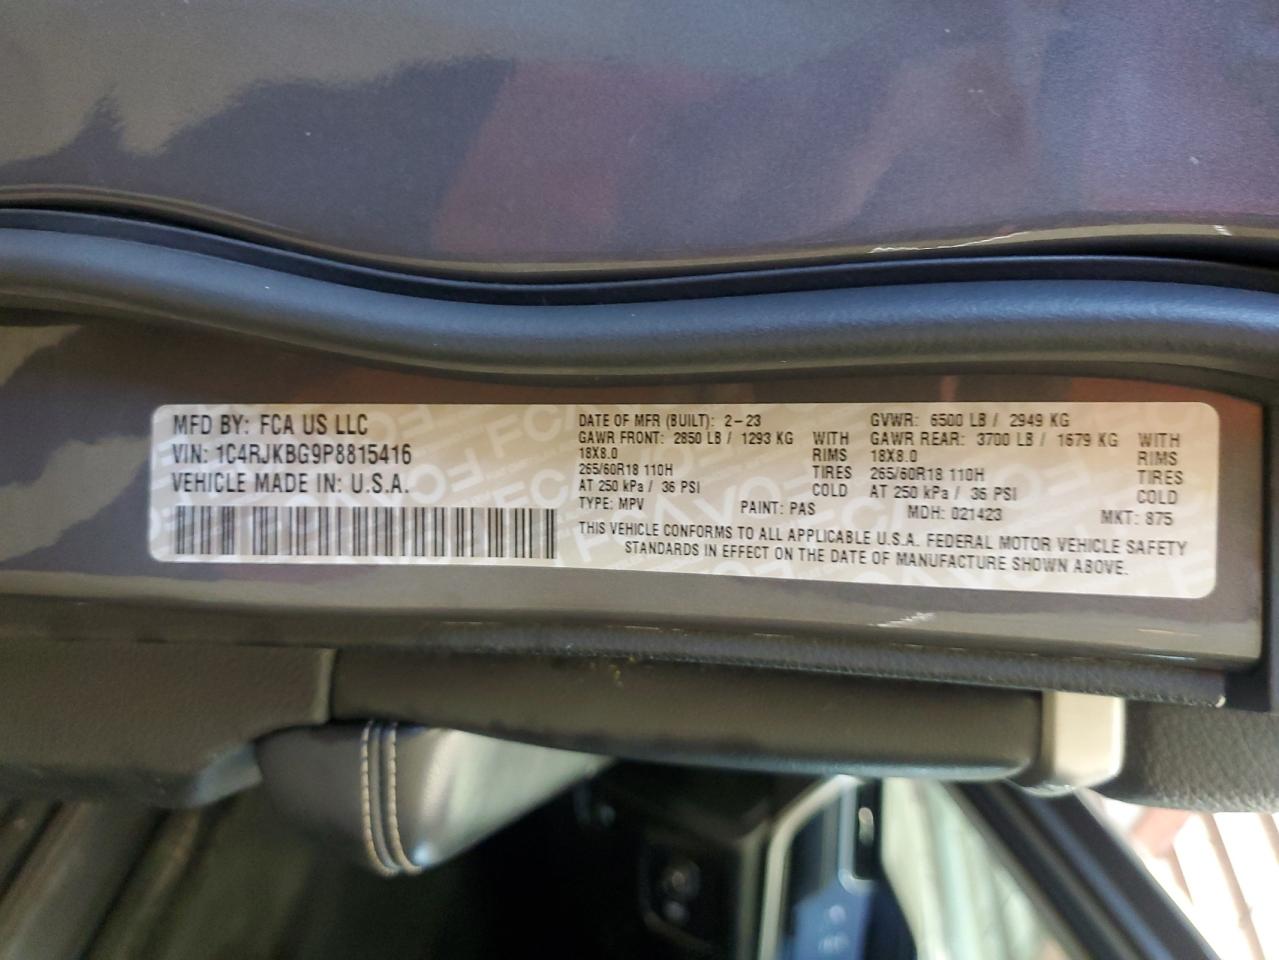 MFD BY: FCA US LLC
VIN: 1C4RJKBG9P8815416
VEHICLE MADE IN: U.S.A.
DATE OF MFR (BUILT): 2-23 GVWR: 6500 LB / 2949 KG
GAWR FRONT: 2850 LB / 1293 KG WITH GAWR REAR: 3700 LB / 1679 KG WITH
18X8.0 RIMS 18X8.0 RIMS
265/60R18 110H TIRES 265/60R18 110H TIRES
AT 250 kPa / 36 PSI COLD AT 250 kPa / 36 PSI COLD
TYPE: MPV PAINT: PAS MDH: 021423 MKT: 875
THIS VEHICLE CONFORMS TO ALL APPLICABLE U.S.A. FEDERAL MOTOR VEHICLE SAFETY
STANDARDS IN EFFECT ON THE DATE OF MANUFACTURE SHOWN ABOVE.